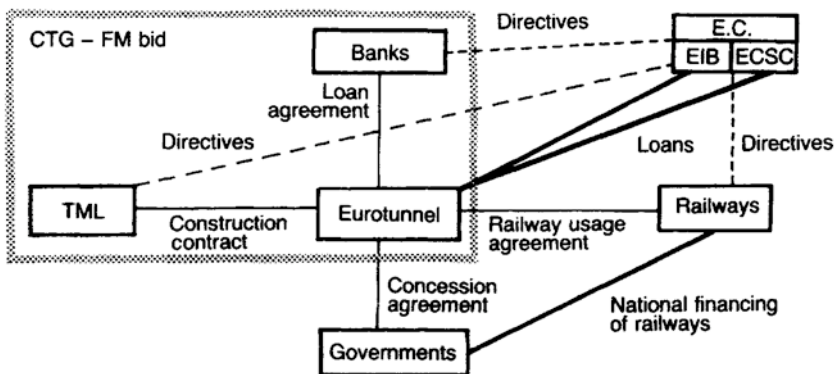 CTG – FM bid
Directives
E.C.
Banks
EIB
ECSC
Loan
agreement
Directives
Loans
Directives
TML
Construction
contract
Eurotunnel
Railway usage
agreement
Railways
Concession
agreement
National financing
of railways
Governments